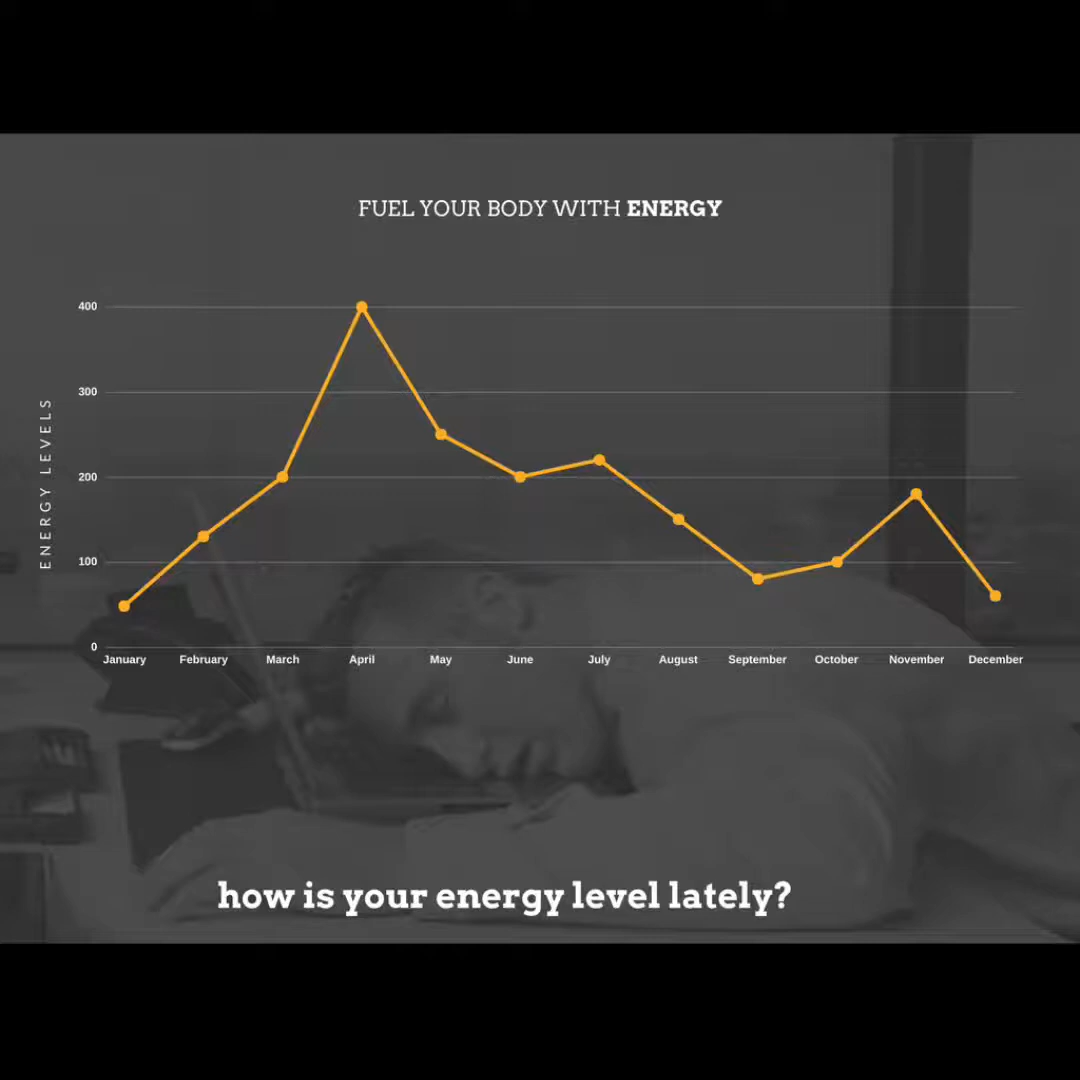 FUEL YOUR BODY WITH ENERGY
400
300
200
100
0
ENERGY LEVELS
January February March April May June July August September October November December
how is your energy level lately?